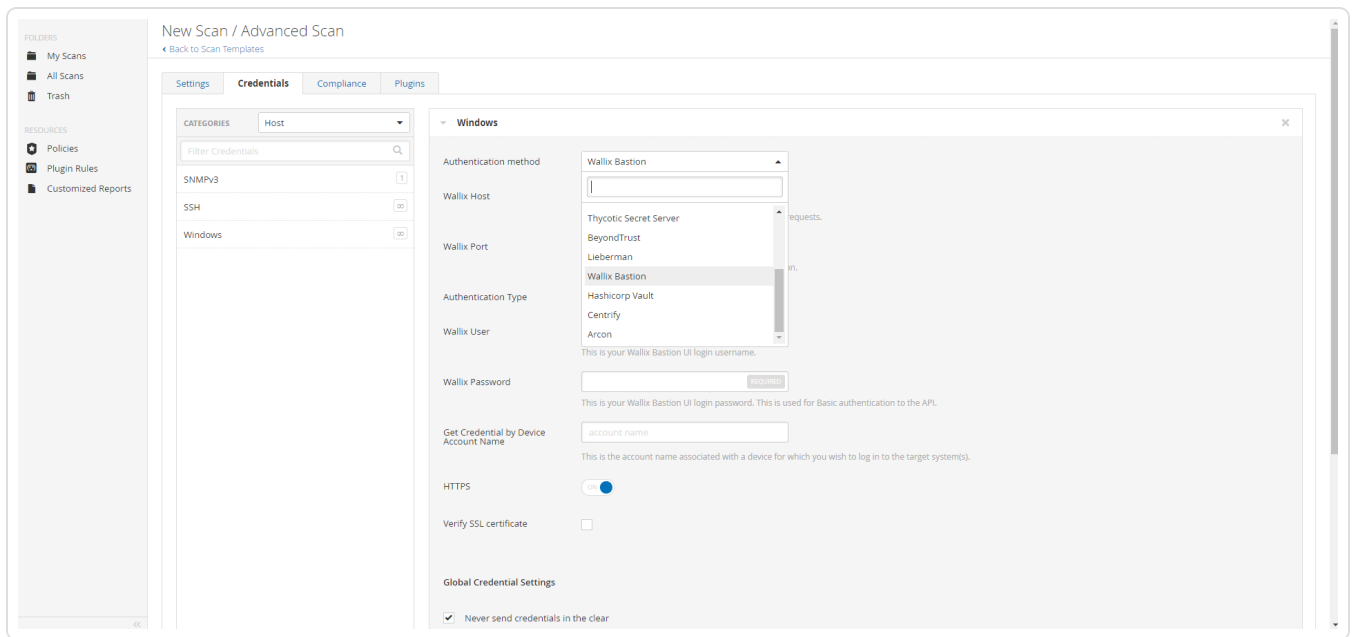 New Scan / Advanced Scan
Back to Scan Templates
FOLDERS
My Scans
All Scans
Trash
RESOURCES
Policies
Plugin Rules
Customized Reports
Settings
Credentials
Compliance
Plugins
CATEGORIES
Host
Filter Credentials
SNMPv3
1
SSH
∞
Windows
∞
Windows
Authentication method
Wallix Bastion
Wallix Host
Thycotic Secret Server
requests.
BeyondTrust
Wallix Port
Lieberman
Wallix Bastion
Authentication Type
Hashicorp Vault
Centrify
Wallix User
Arcon
This is your Wallix Bastion UI login username.
Wallix Password
REQUIRED
This is your Wallix Bastion UI login password. This is used for Basic authentication to the API.
Get Credential by Device
Account Name
account name
This is the account name associated with a device for which you wish to log in to the target system(s).
HTTPS
ON
Verify SSL certificate
Global Credential Settings
Never send credentials in the clear